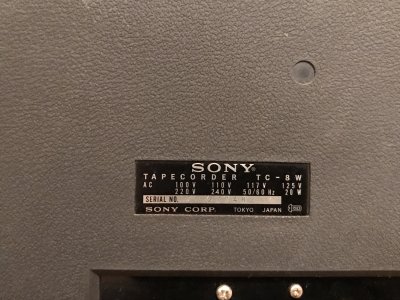 SONY®
TAPECORDER TC-8W
AC 100V 110V 117V 125V
220V 240V 50/60Hz 20W
SERIAL NO.
SONY CORP. TOKYO JAPAN